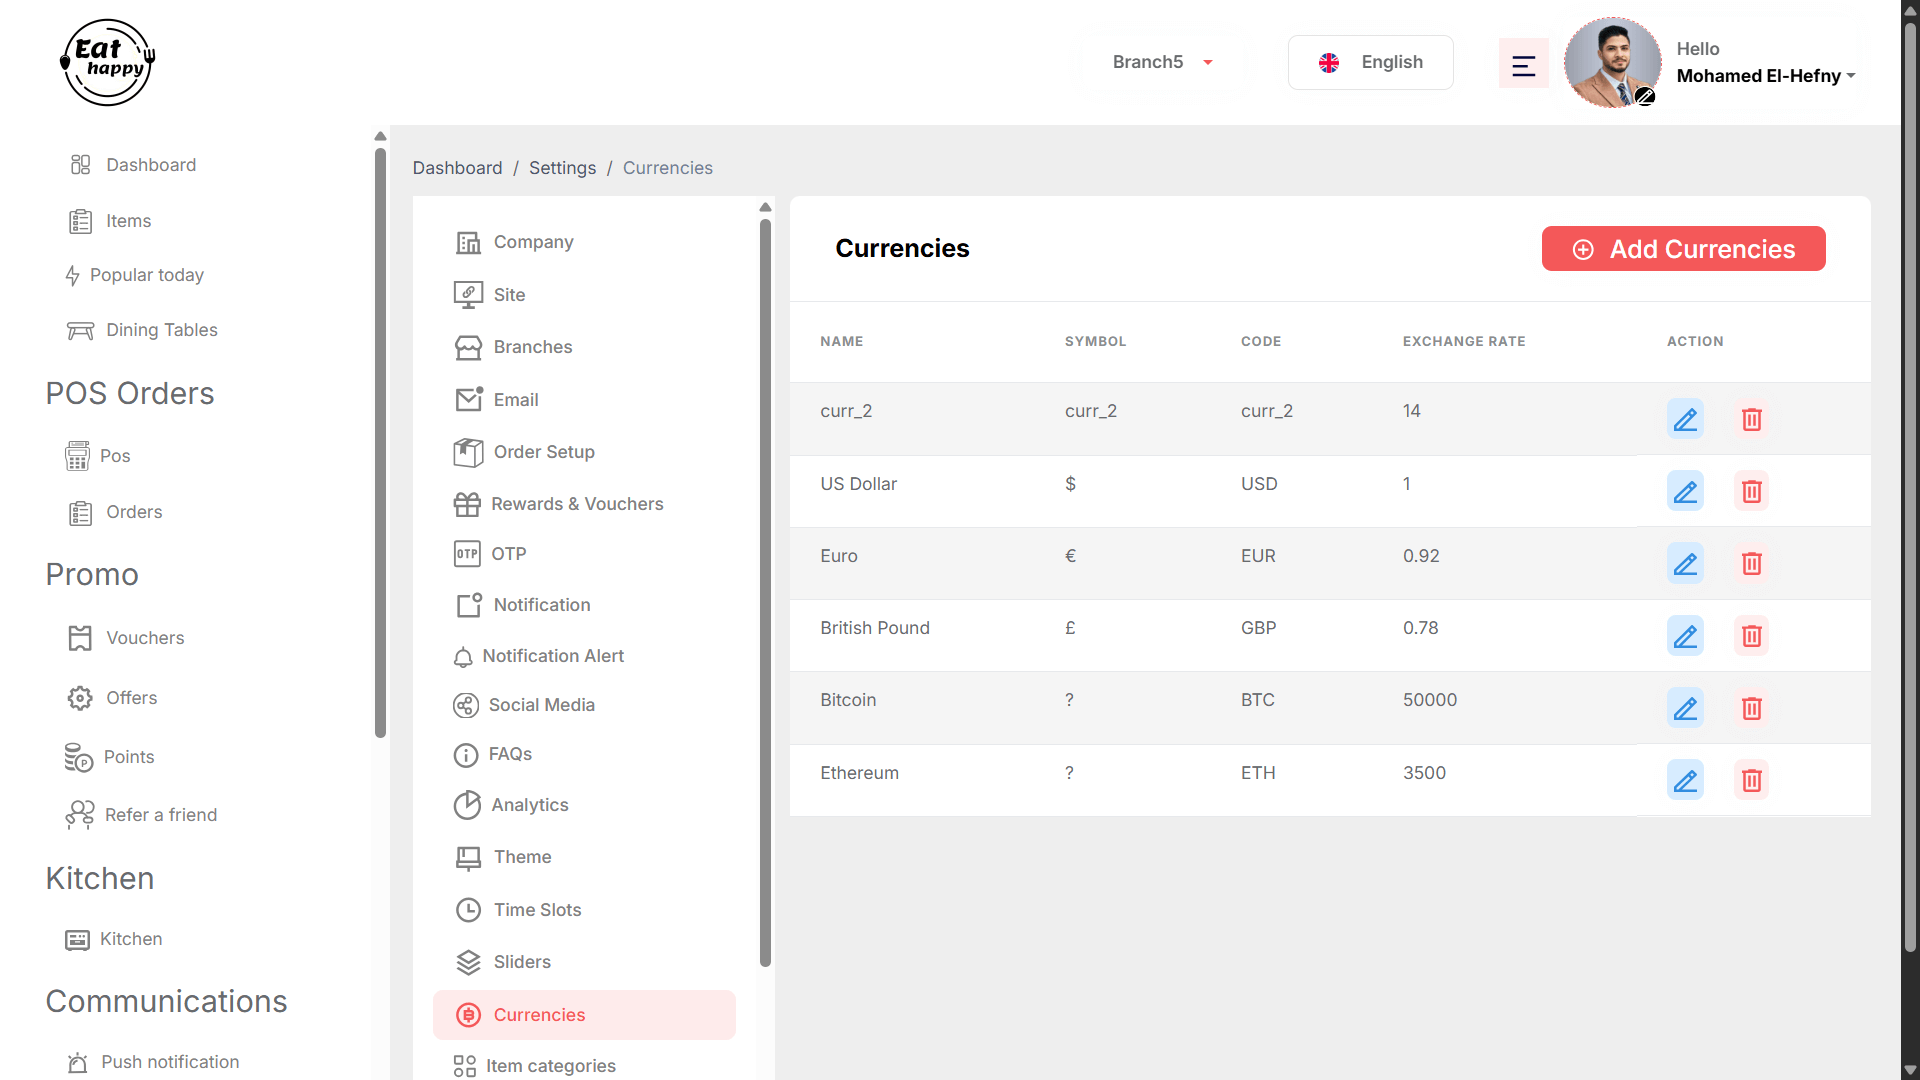 Eat
happy
Branch5
English
Hello
Mohamed El-Hefny
Dashboard
Items
Popular today
Dining Tables
POS Orders
Pos
Orders
Promo
Vouchers
Offers
Points
Refer a friend
Kitchen
Kitchen
Communications
Push notification
Dashboard / Settings / Currencies
Company
Site
Branches
Email
Order Setup
Rewards & Vouchers
OTP OTP
Notification
Notification Alert
Social Media
FAQs
Analytics
Theme
Time Slots
Sliders
Currencies
Item categories
Currencies
Add Currencies
NAME SYMBOL CODE EXCHANGE RATE ACTION
curr_2 curr_2 curr_2 14
US Dollar $ USD 1
Euro € EUR 0.92
British Pound £ GBP 0.78
Bitcoin ? BTC 50000
Ethereum ? ETH 3500